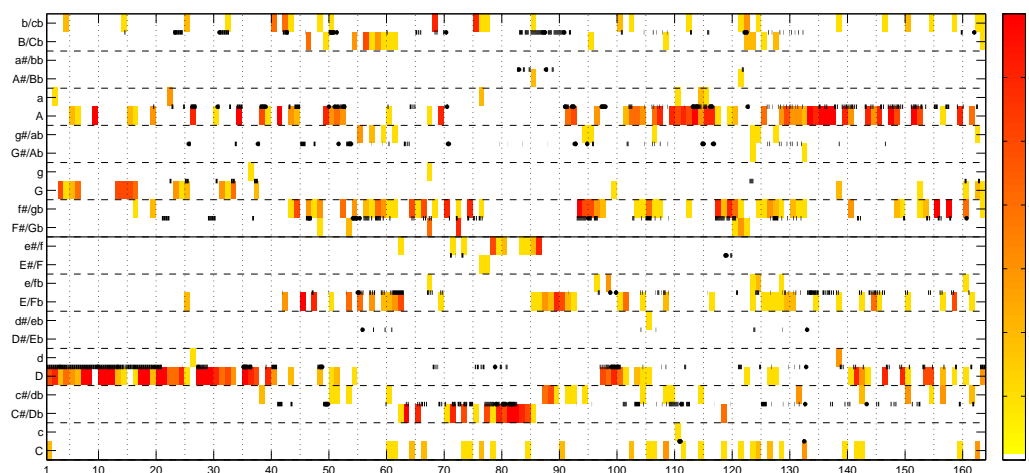 b/cb
B/Cb
a#/bb
A#/Bb
a
A
g#/ab
G#/Ab
g
G
f#/gb
F#/Gb
e#/f
E#/F
e/fb
E/Fb
d#/eb
D#/Eb
d
D
c#/db
C#/Db
c
C
1 10 20 30 40 50 60 70 80 90 100 110 120 130 140 150 160